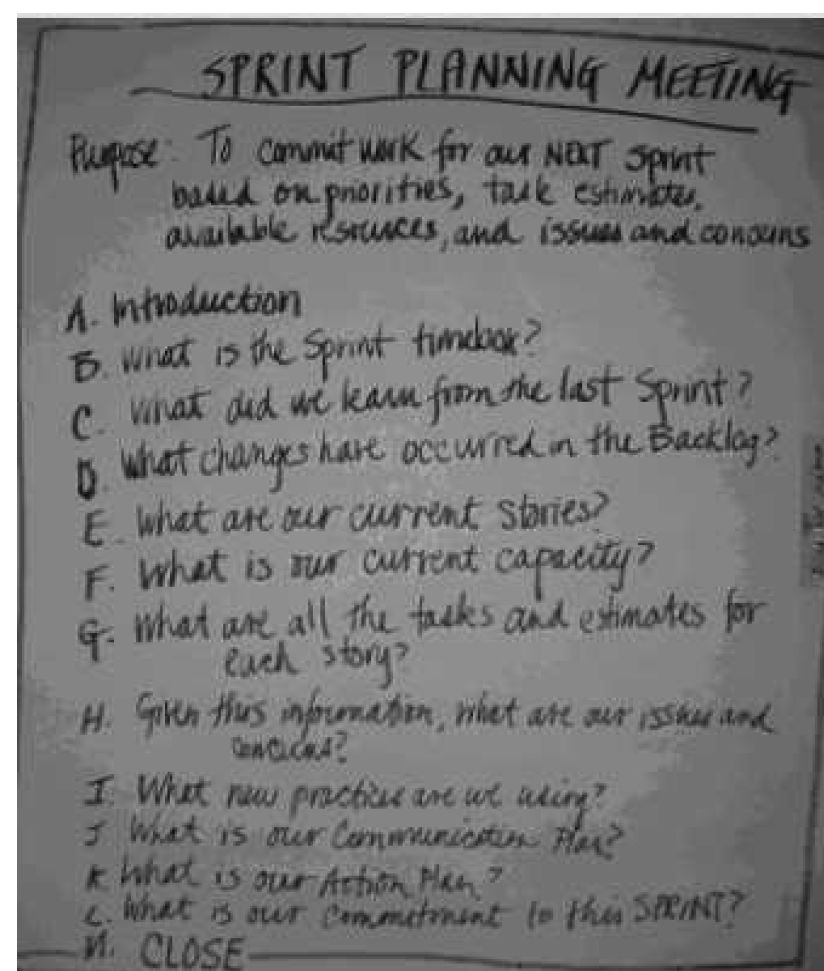 SPRINT PLANNING MEETING
Purpose: To commit work for our NEXT Sprint
based on priorities, task estimates,
available resources, and issues and concerns
A. Introduction
B. What is the Sprint timebox?
C. What did we learn from the last Sprint?
D. What changes have occurred in the Backlog?
E. What are our current stories?
F. What is our current capacity?
G. What are all the tasks and estimates for
each story?
H. Given this information, what are our issues and
concerns?
I. What new practices are we using?
J What is our Communication Plan?
K What is our Action Plan?
L. What is our commitment to this SPRINT?
M. CLOSE